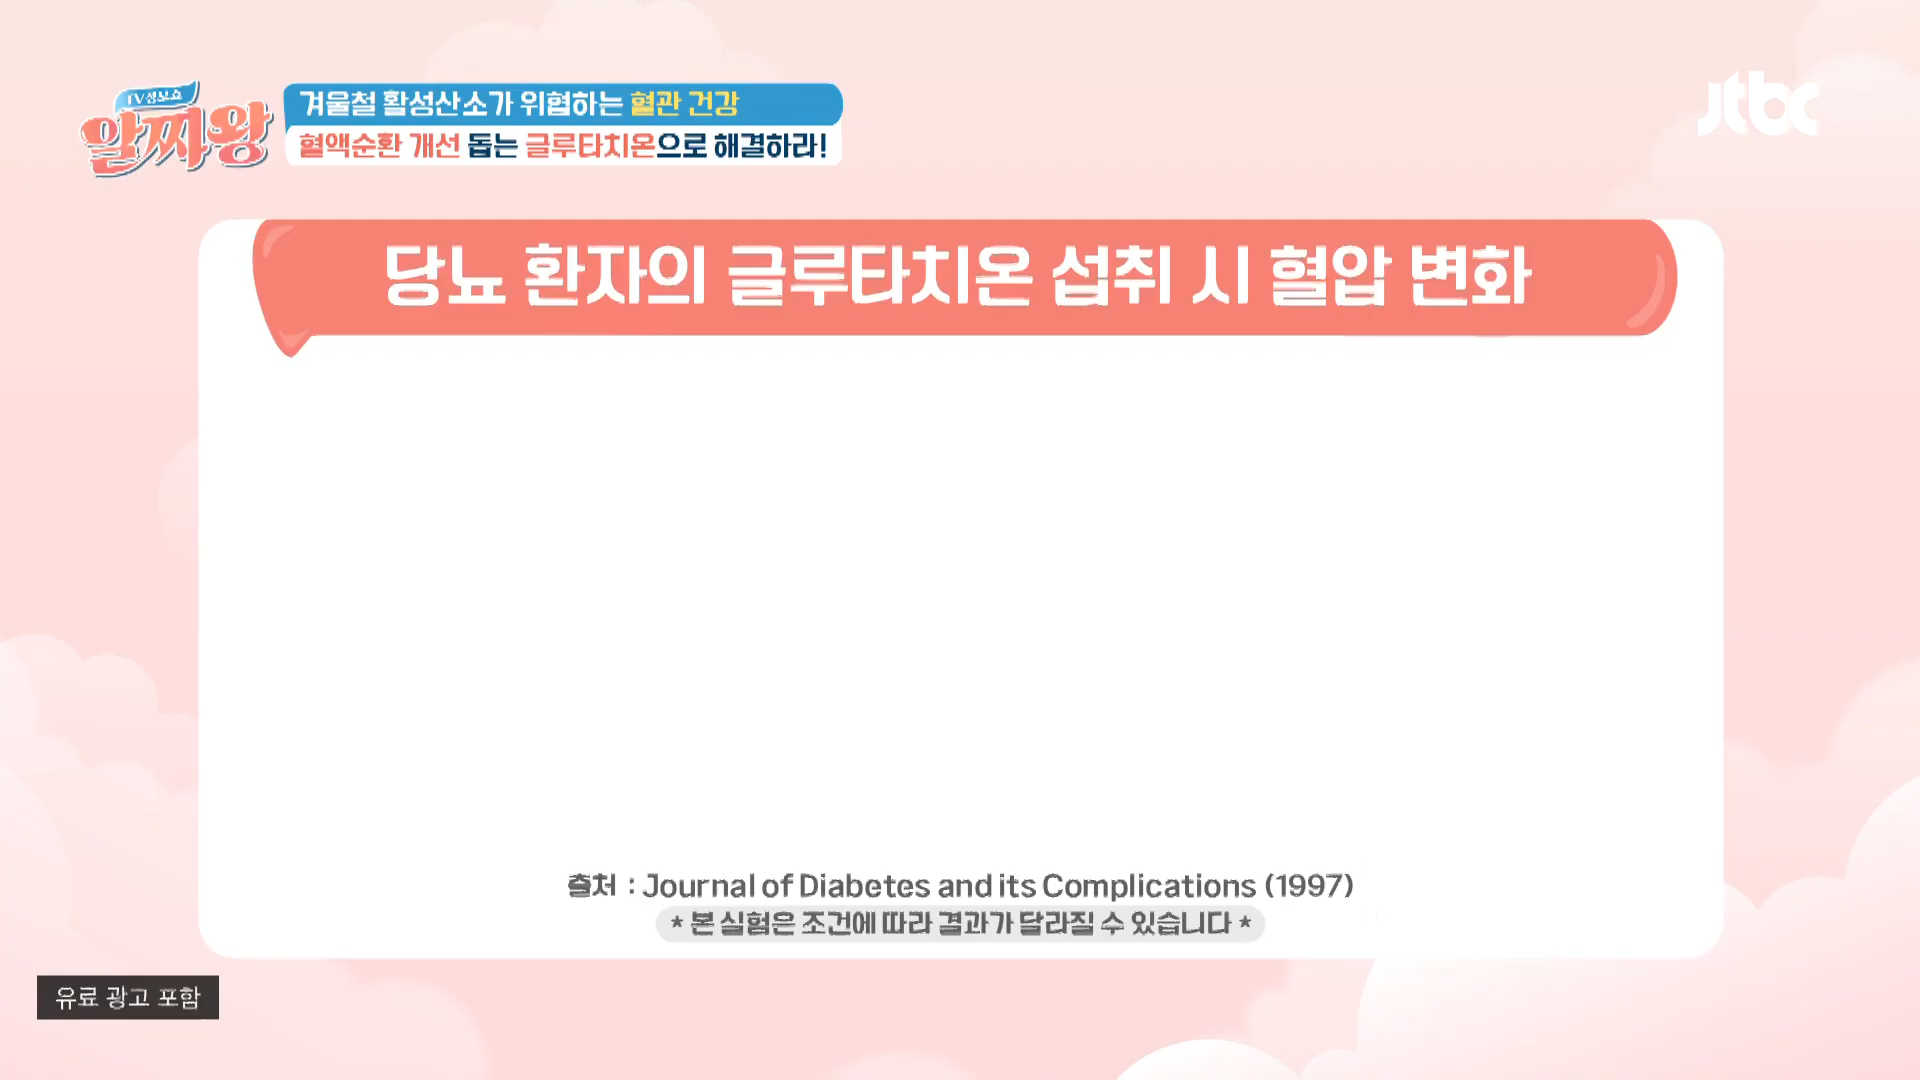 TV정보쇼
알짜왕
겨울철 활성산소가 위협하는 혈관 건강
혈액순환 개선 돕는 글루타치온으로 해결하라!
jtbc
당뇨 환자의 글루타치온 섭취 시 혈압 변화
출처 : Journal of Diabetes and its Complications (1997)
* 본 실험은 조건에 따라 결과가 달라질 수 있습니다 *
유료 광고 포함